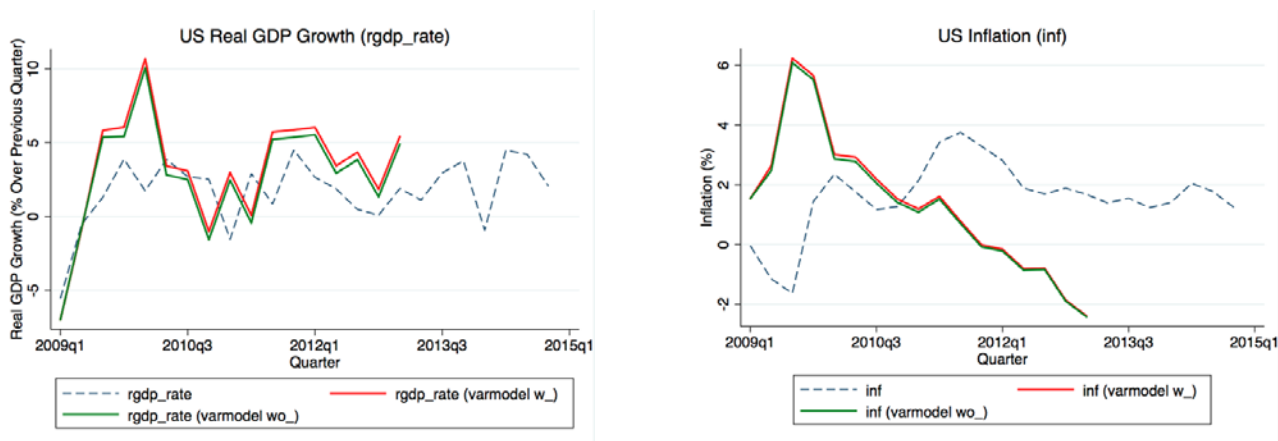 US Real GDP Growth (rgdp_rate)
Real GDP Growth (% Over Previous Quarter)
10
5
0
-5
2009q1 2010q3 2012q1 2013q3 2015q1
Quarter
rgdp_rate rgdp_rate (varmodel w_)
rgdp_rate (varmodel wo_)
US Inflation (inf)
Inflation (%)
6
4
2
0
-2
2009q1 2010q3 2012q1 2013q3 2015q1
Quarter
inf inf (varmodel w_)
inf (varmodel wo_)